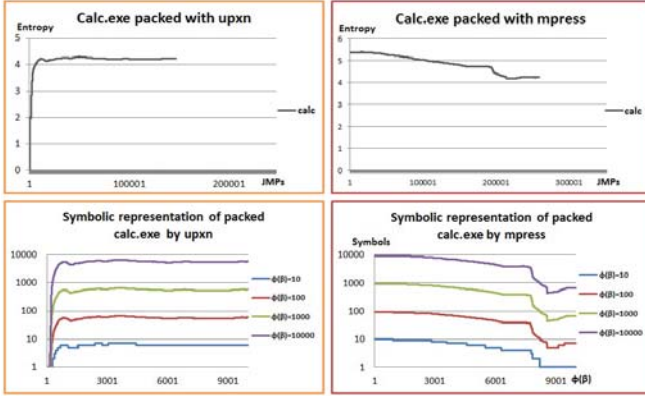 Calc.exe packed with upxn
Entropy
5
4
3
2
1
0
1
100001
200001
JMPs
calc
Calc.exe packed with mpress
Entropy
6
5
4
3
2
1
0
1
100001
200001
300001
JMPs
calc
Symbolic representation of packed
calc.exe by upxn
10000
1000
100
10
1
1
3001
6001
9001
ϕ(β)=10
ϕ(β)=100
ϕ(β)=1000
ϕ(β)=10000
Symbolic representation of packed
calc.exe by mpress
Symbols
10000
1000
100
10
1
1
3001
6001
9001
ϕ(β)
ϕ(β)=10
ϕ(β)=100
ϕ(β)=1000
ϕ(β)=10000